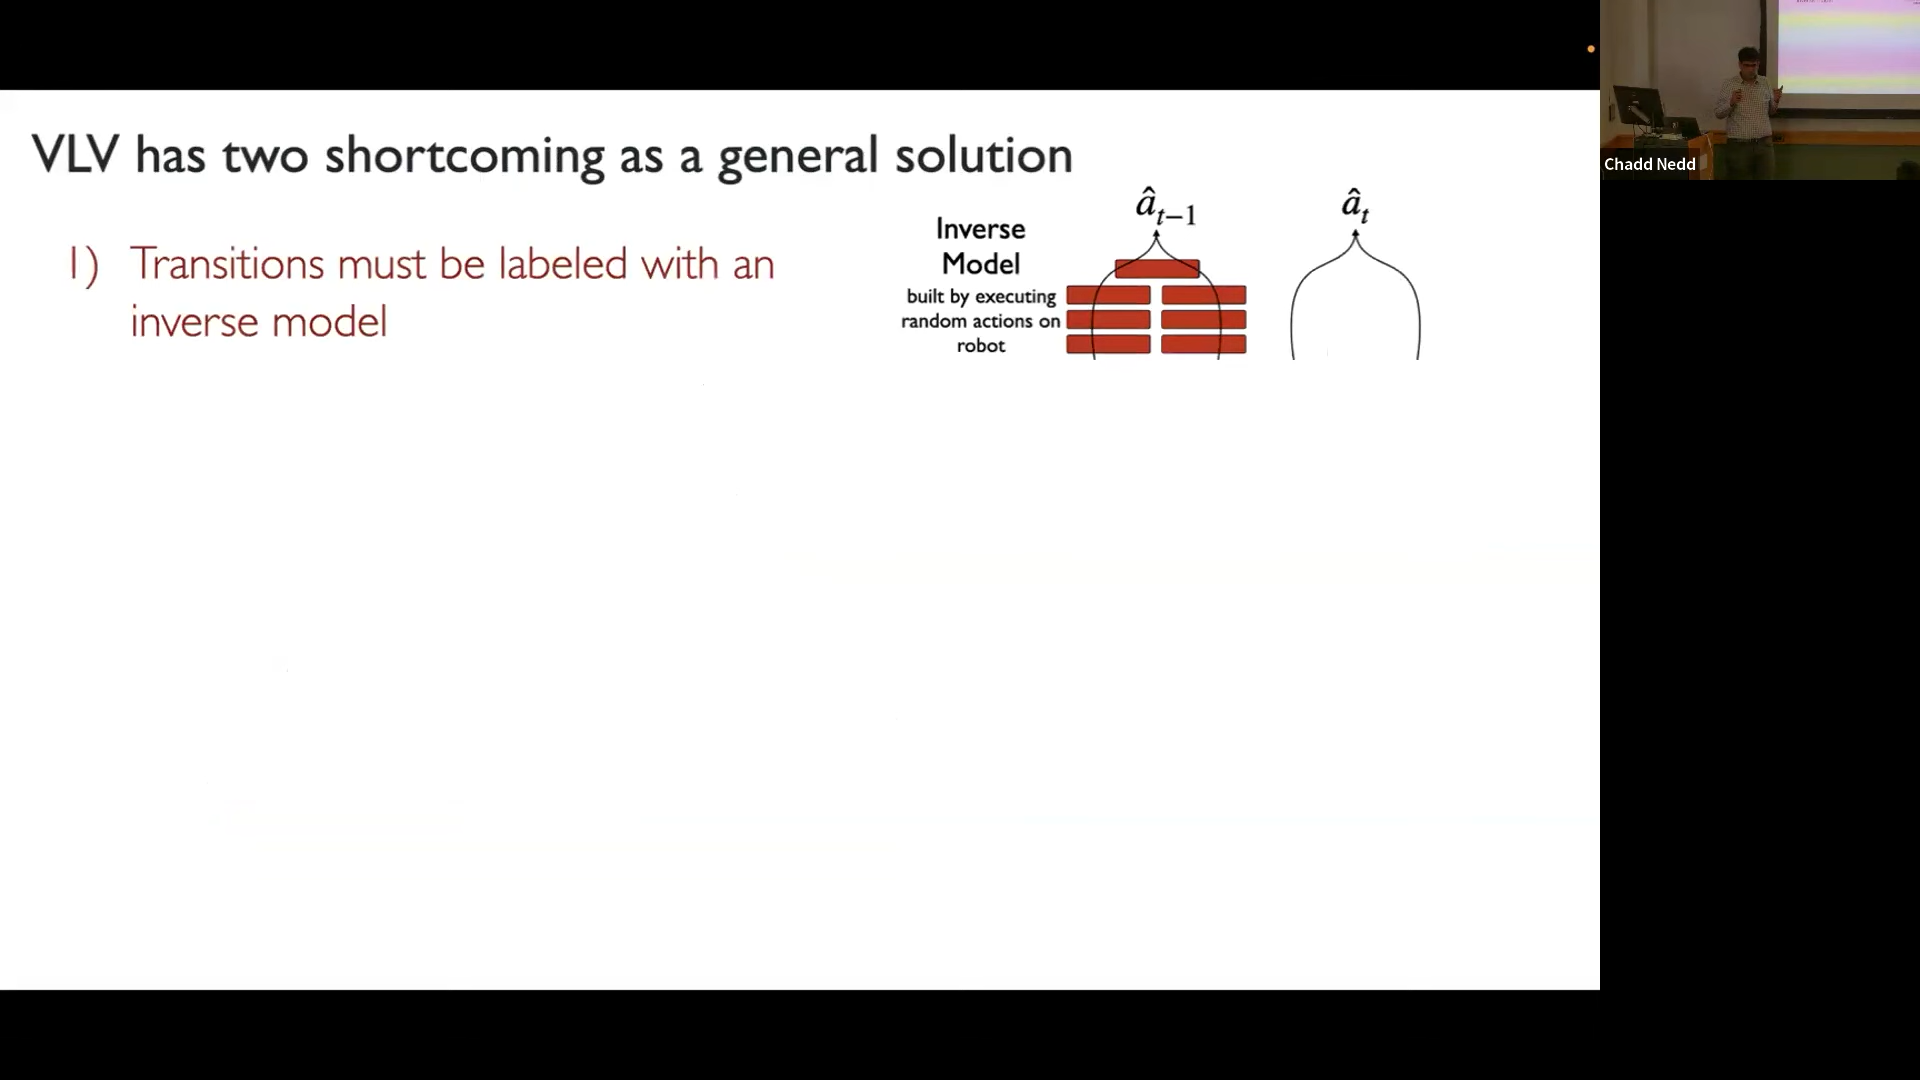 VLV has two shortcoming as a general solution
1) Transitions must be labeled with an
inverse model
Inverse
Model
built by executing
random actions on
robot
â_{t−1}
â_t
Chadd Nedd